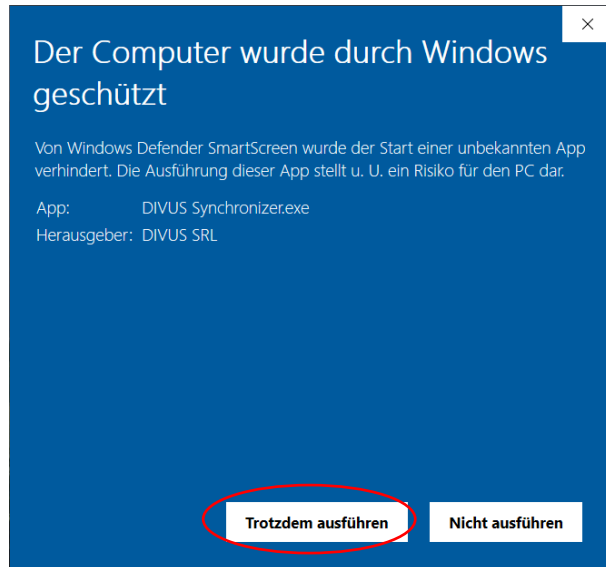 Der Computer wurde durch Windows
geschützt
Von Windows Defender SmartScreen wurde der Start einer unbekannten App
verhindert. Die Ausführung dieser App stellt u. U. ein Risiko für den PC dar.
App: DIVUS Synchronizer.exe
Herausgeber: DIVUS SRL
Trotzdem ausführen Nicht ausführen